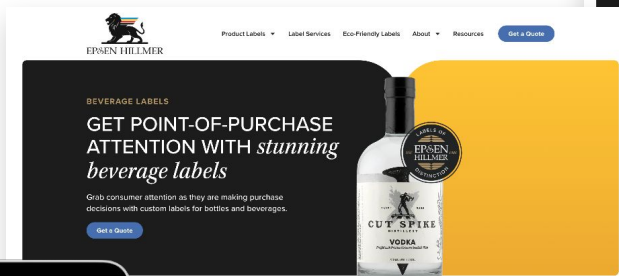 EPSEN HILLMER
Product Labels
Label Services
Eco-Friendly Labels
About
Resources
Get a Quote
BEVERAGE LABELS
GET POINT-OF-PURCHASE
ATTENTION WITH stunning
beverage labels
Grab consumer attention as they are making purchase
decisions with custom labels for bottles and beverages.
Get a Quote
LABELS OF
EPSEN
HILLMER
DISTINCTION
CUT SPIKE
DISTILLERY
VODKA